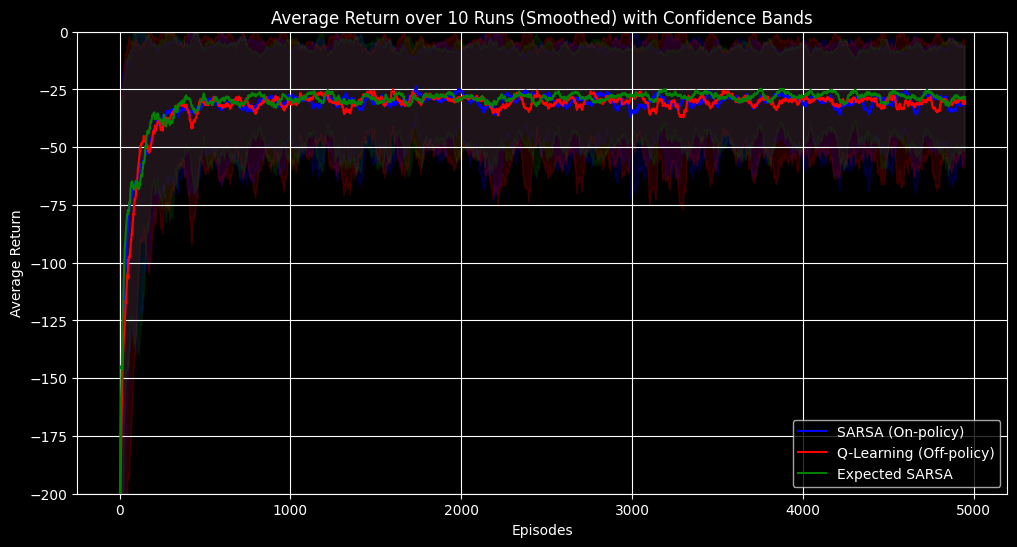 Average Return over 10 Runs (Smoothed) with Confidence Bands
0
−25
−50
−75
−100
−125
−150
−175
−200
Average Return
0 1000 2000 3000 4000 5000
Episodes
SARSA (On-policy)
Q-Learning (Off-policy)
Expected SARSA